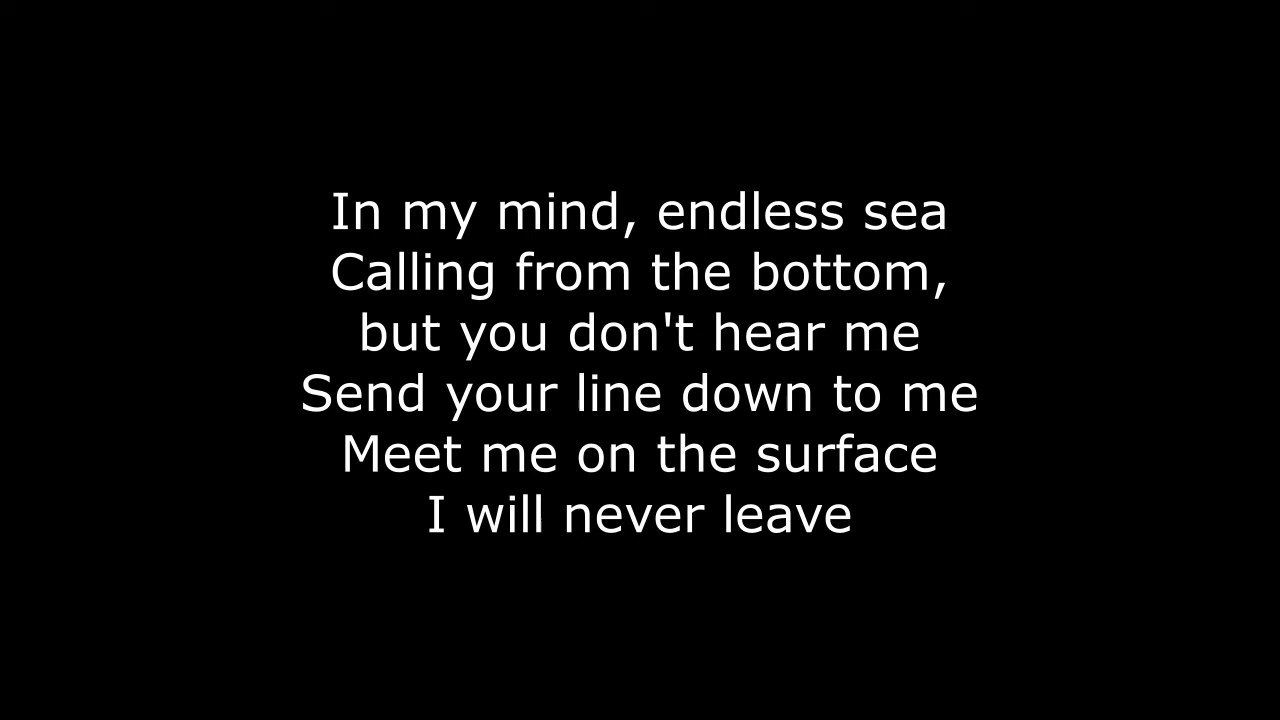 In my mind, endless sea
Calling from the bottom,
but you don't hear me
Send your line down to me
Meet me on the surface
I will never leave